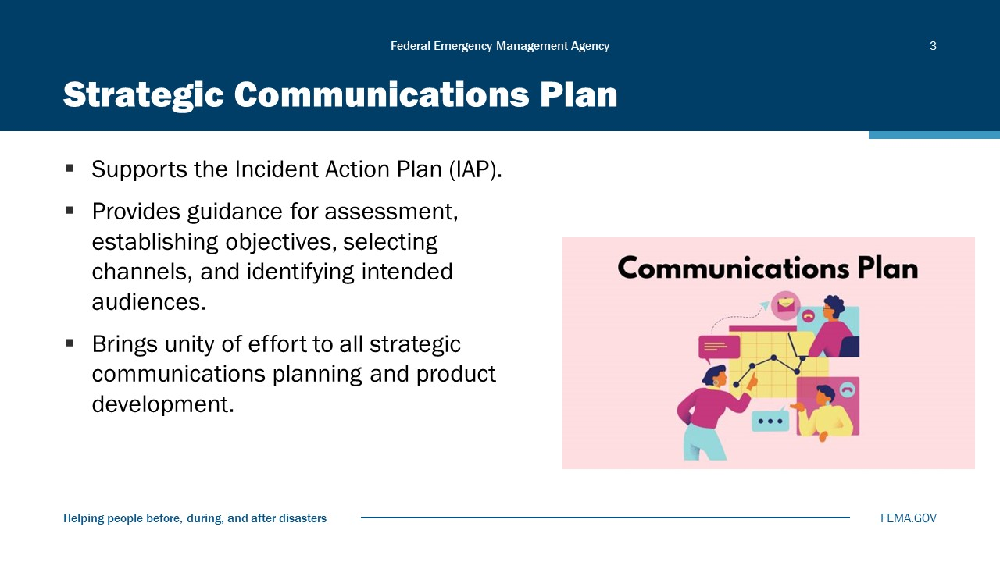 Federal Emergency Management Agency
3
Strategic Communications Plan
▪ Supports the Incident Action Plan (IAP).
▪ Provides guidance for assessment,
establishing objectives, selecting
channels, and identifying intended
audiences.
▪ Brings unity of effort to all strategic
communications planning and product
development.
Communications Plan
Helping people before, during, and after disasters
FEMA.GOV